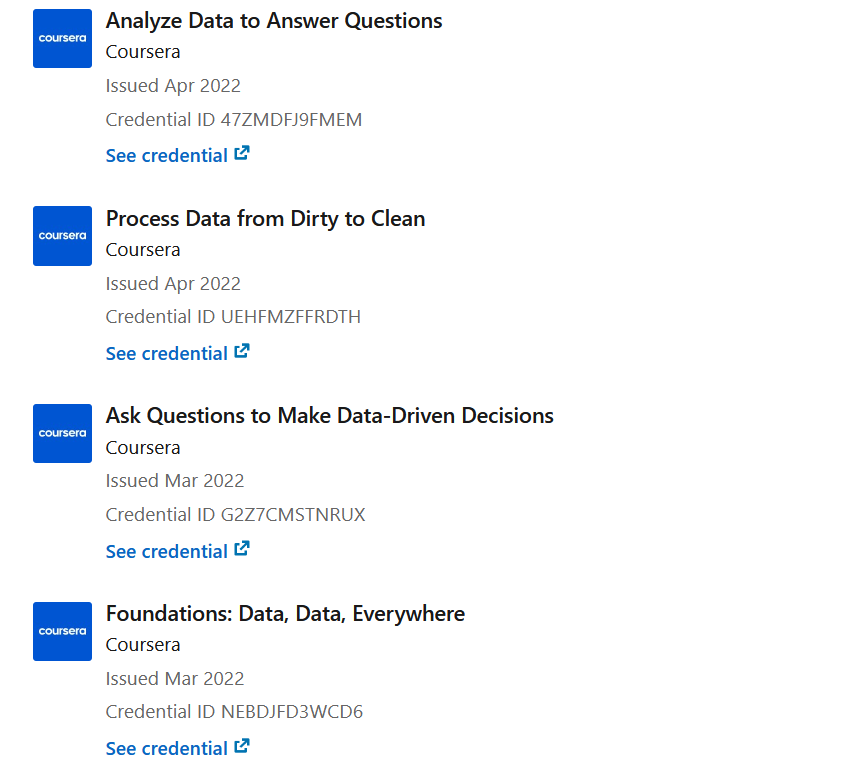 coursera
Analyze Data to Answer Questions
Coursera
Issued Apr 2022
Credential ID 47ZMDFJ9FMEM
See credential
coursera
Process Data from Dirty to Clean
Coursera
Issued Apr 2022
Credential ID UEHFMZFFRDTH
See credential
coursera
Ask Questions to Make Data-Driven Decisions
Coursera
Issued Mar 2022
Credential ID G2Z7CMSTNRUX
See credential
coursera
Foundations: Data, Data, Everywhere
Coursera
Issued Mar 2022
Credential ID NEBDJFD3WCD6
See credential